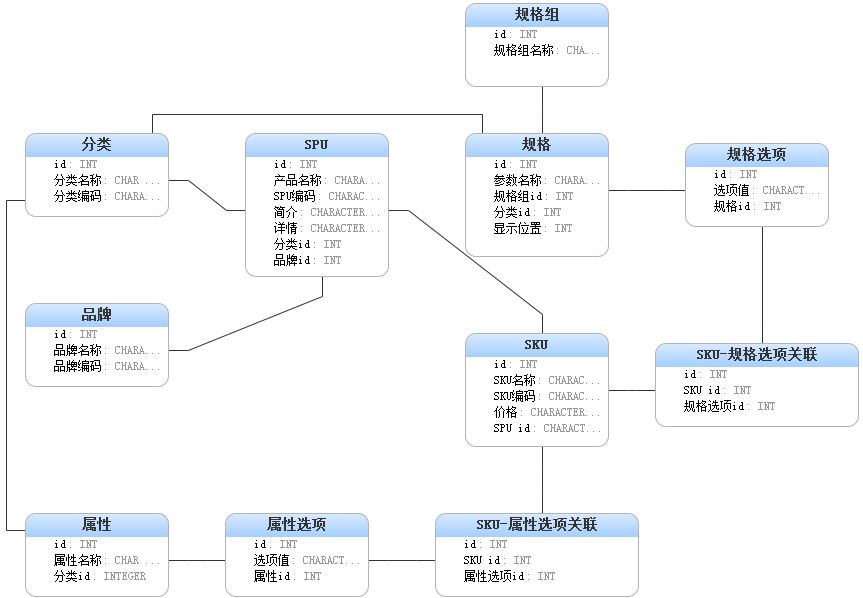 规格组
id: INT
规格组名称: CHA...
分类
id: INT
分类名称: CHAR ...
分类编码: CHARA...
SPU
id: INT
产品名称: CHARA...
SPU编码: CHARAC...
简介: CHARACTER...
详情: CHARACTER...
分类id: INT
品牌id: INT
规格
id: INT
参数名称: CHARA...
规格组id: INT
分类id: INT
显示位置: INT
规格选项
id: INT
选项值: CHARACT...
规格id: INT
品牌
id: INT
品牌名称: CHARA...
品牌编码: CHARA...
SKU
id: INT
SKU名称: CHARAC...
SKU编码: CHARAC...
价格: CHARACTER...
SPU id: CHARACT...
SKU-规格选项关联
id: INT
SKU id: INT
规格选项id: INT
属性
id: INT
属性名称: CHAR ...
分类id: INTEGER
属性选项
id: INT
选项值: CHARACT...
属性id: INT
SKU-属性选项关联
id: INT
SKU id: INT
属性选项id: INT